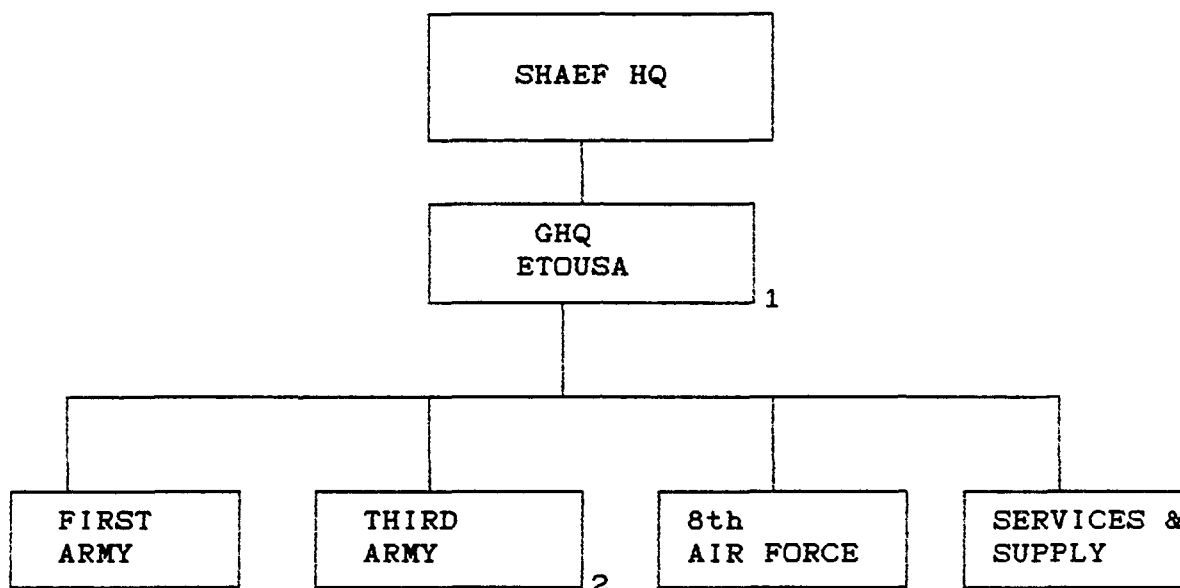 SHAEF HQ
GHQ
ETOUSA
1
FIRST
ARMY
THIRD
ARMY
2
8th
AIR FORCE
SERVICES &
SUPPLY